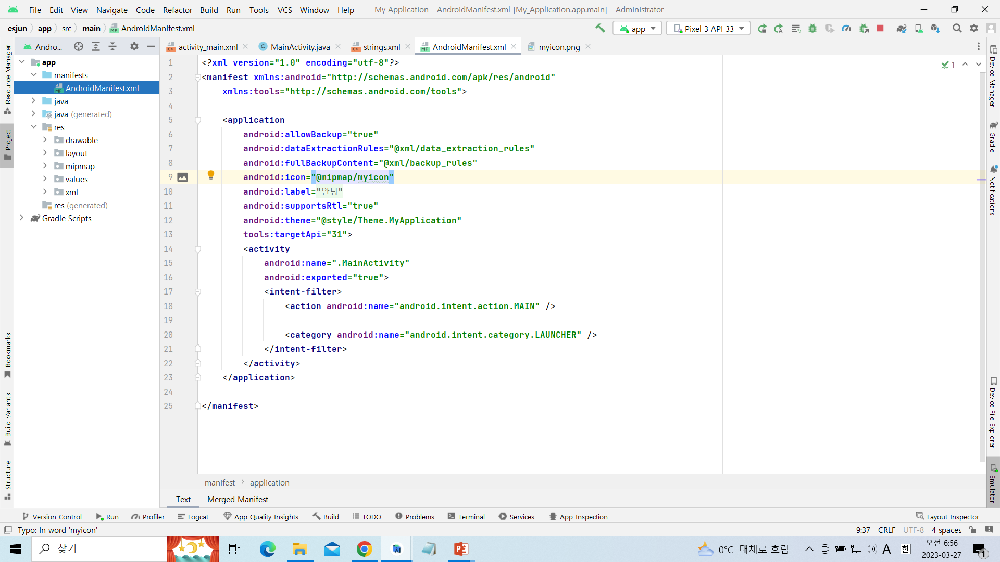 File Edit View Navigate Code Refactor Build Run Tools VCS Window Help My Application - AndroidManifest.xml [My_Application.app.main] - Administrator
esjun app src main AndroidManifest.xml app Pixel 3 API 33
Andro... activity_main.xml MainActivity.java strings.xml AndroidManifest.xml myicon.png
Resource Manager
Project
Bookmarks
Build Variants
Structure
app
manifests
AndroidManifest.xml
java
java (generated)
res
drawable
layout
mipmap
values
xml
res (generated)
Gradle Scripts
1 <?xml version="1.0" encoding="utf-8"?>
2 <manifest xmlns:android="http://schemas.android.com/apk/res/android"
3 xmlns:tools="http://schemas.android.com/tools">
4
5 <application
6 android:allowBackup="true"
7 android:dataExtractionRules="@xml/data_extraction_rules"
8 android:fullBackupContent="@xml/backup_rules"
9 android:icon="@mipmap/myicon"
10 android:label="안녕"
11 android:supportsRtl="true"
12 android:theme="@style/Theme.MyApplication"
13 tools:targetApi="31">
14 <activity
15 android:name=".MainActivity"
16 android:exported="true">
17 <intent-filter>
18 <action android:name="android.intent.action.MAIN" />
19
20 <category android:name="android.intent.category.LAUNCHER" />
21 </intent-filter>
22 </activity>
23 </application>
24
25 </manifest>
1
Device Manager
Gradle
Notifications
Device File Explorer
Emulator
manifest application
Text Merged Manifest
Version Control Run Profiler Logcat App Quality Insights Build TODO Problems Terminal Services App Inspection Layout Inspector
Typo: In word 'myicon' 9:37 CRLF UTF-8 4 spaces
찾기 0°C 대체로 흐림 A 한 오전 6:56
2023-03-27 1